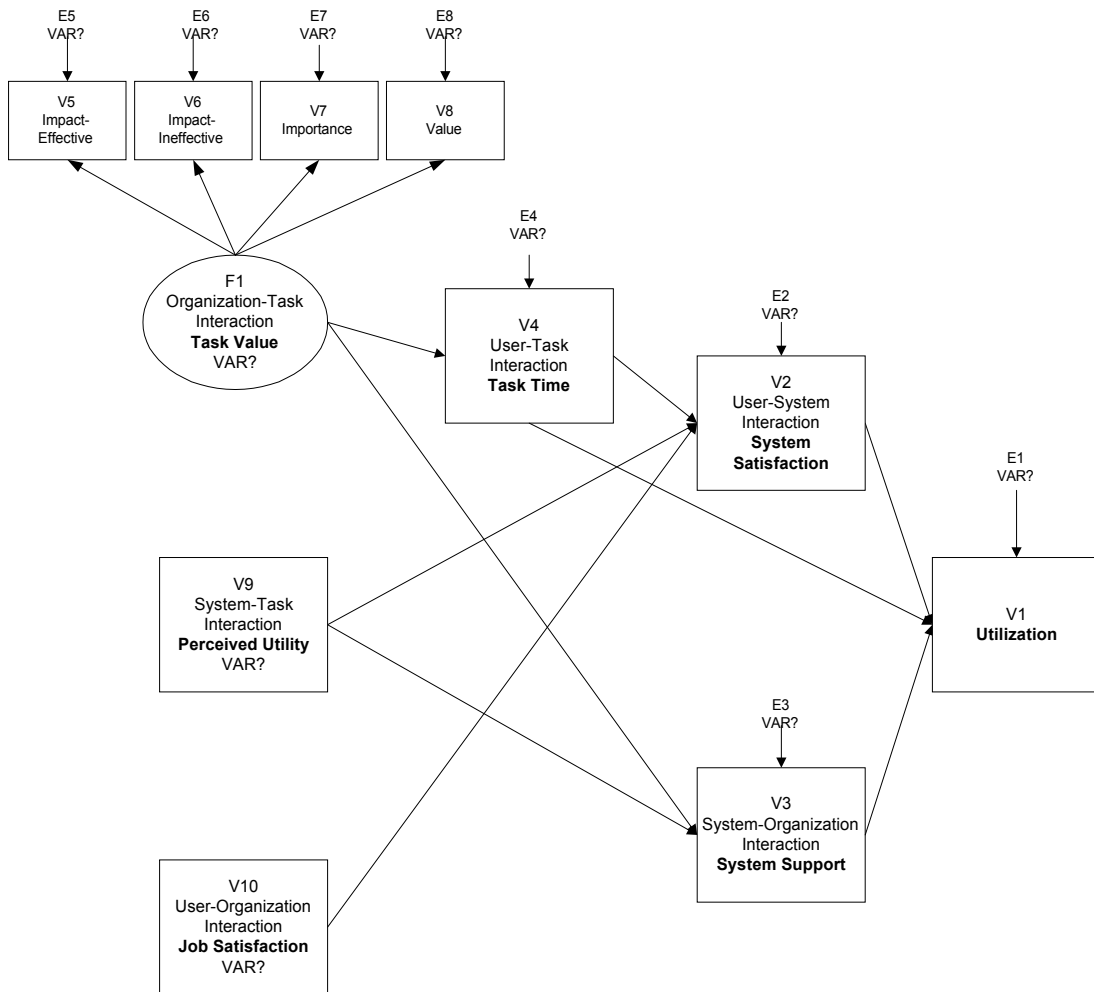 E5
VAR?
E6
VAR?
E7
VAR?
E8
VAR?
V5
Impact-
Effective
V6
Impact-
Ineffective
V7
Importance
V8
Value
E4
VAR?
F1
Organization-Task
Interaction
Task Value
VAR?
V4
User-Task
Interaction
Task Time
E2
VAR?
V2
User-System
Interaction
System
Satisfaction
E1
VAR?
V9
System-Task
Interaction
Perceived Utility
VAR?
V1
Utilization
E3
VAR?
V3
System-Organization
Interaction
System Support
V10
User-Organization
Interaction
Job Satisfaction
VAR?